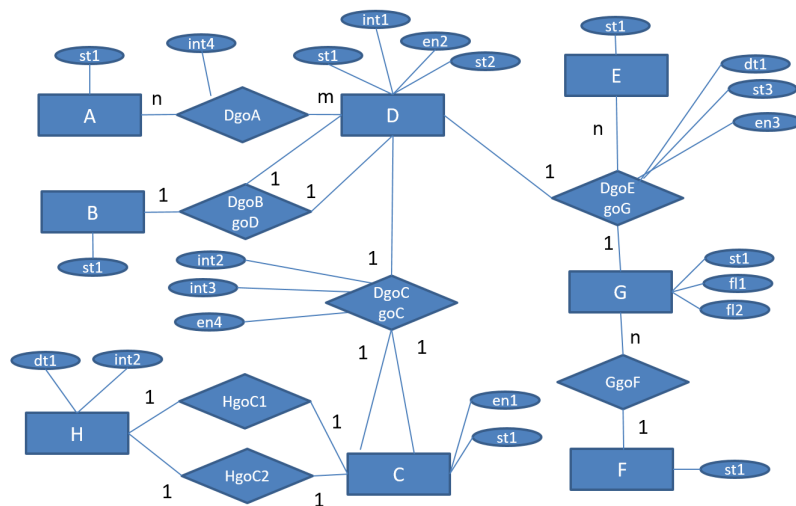 int1
st1
int4
st1
en2
st2
st1
E
dt1
st3
en3
n
A
n
DgoA
m
D
n
1
B
1
DgoB
goD
1
1
DgoE
goG
1
st1
int2
int3
en4
1
DgoC
goC
G
st1
fl1
fl2
1
1
n
dt1
int2
H
1
HgoC1
1
GgoF
1
1
HgoC2
1
C
en1
st1
F
st1